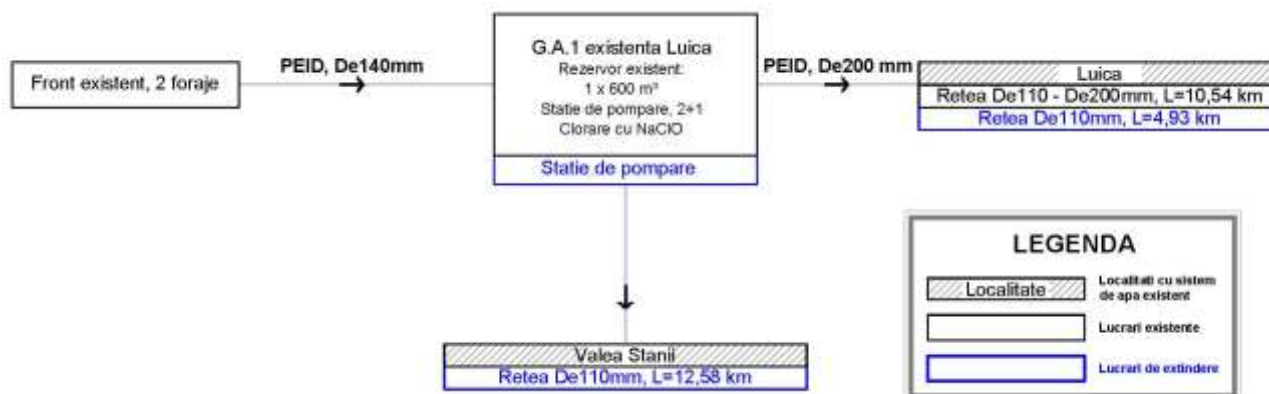 Front existent, 2 foraje
PEID, De140mm
G.A.1 existenta Luica
Rezervor existent:
1 x 600 m³
Statie de pompare, 2+1
Clorare cu NaClO
Statie de pompare
PEID, De200 mm
Luica
Retea De110 - De200mm, L=10,54 km
Retea De110mm, L=4,93 km
Valea Stanii
Retea De110mm, L=12,58 km
LEGENDA
Localitate
Localitati cu sistem
de apa existent
Lucrari existente
Lucrari de extindere